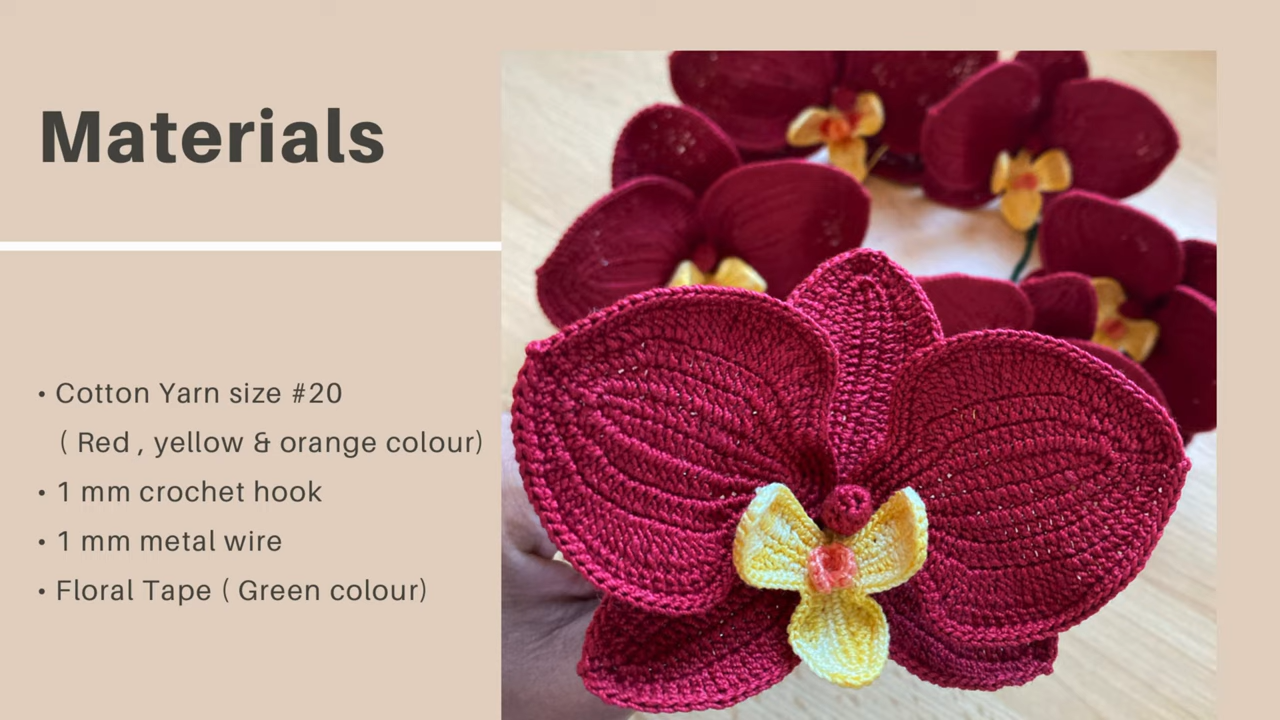 Materials
• Cotton Yarn size #20
( Red , yellow & orange colour)
• 1 mm crochet hook
• 1 mm metal wire
• Floral Tape ( Green colour)